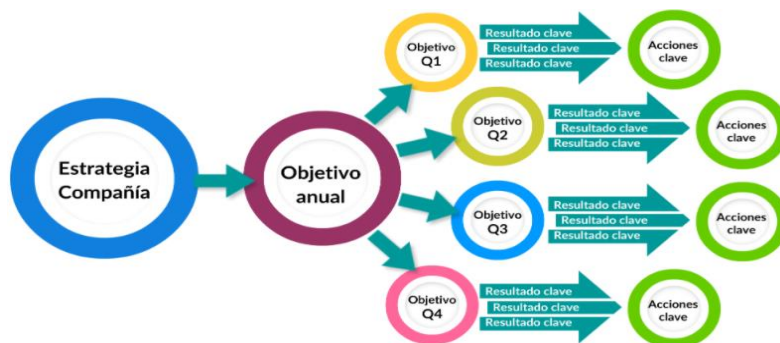 Estrategia
Compañía
Objetivo
anual
Objetivo
Q1
Resultado clave
Resultado clave
Resultado clave
Acciones
clave
Objetivo
Q2
Resultado clave
Resultado clave
Resultado clave
Acciones
clave
Objetivo
Q3
Resultado clave
Resultado clave
Resultado clave
Acciones
clave
Objetivo
Q4
Resultado clave
Resultado clave
Resultado clave
Acciones
clave